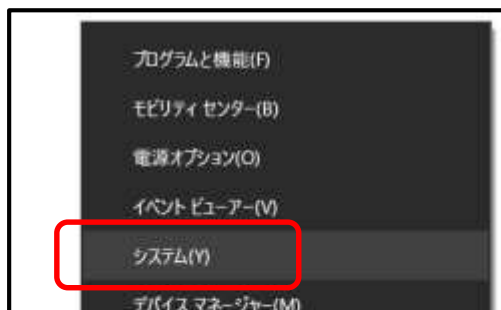 プログラムと機能(F)
モビリティ センター(B)
電源オプション(O)
イベント ビューアー(V)
システム(Y)
デバイス マネージャー(M)